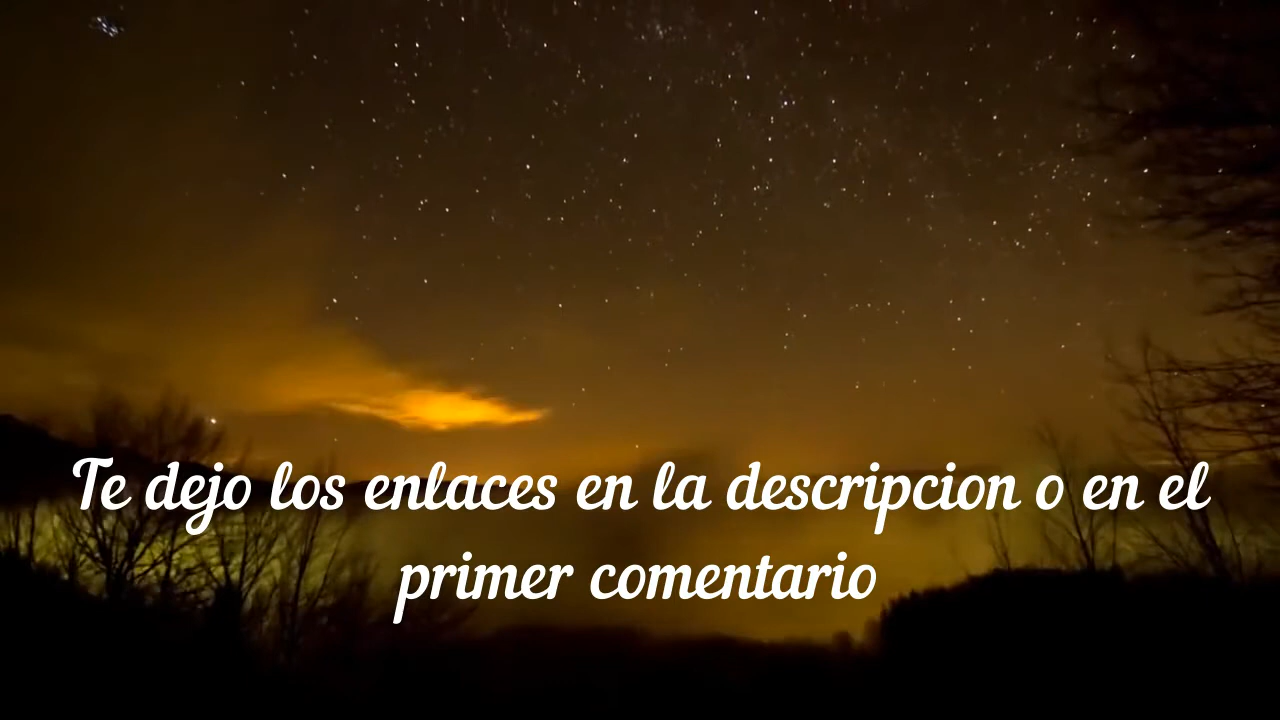 Te dejo los enlaces en la descripcion o en el
primer comentario